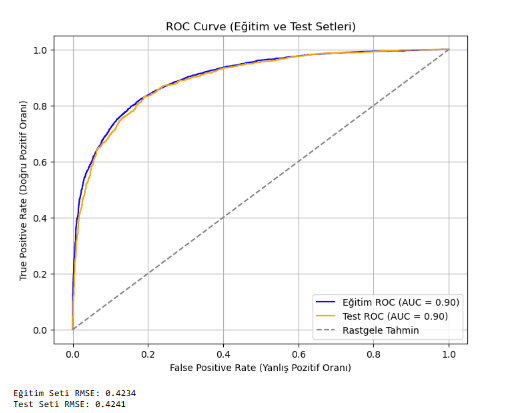 ROC Curve (Eğitim ve Test Setleri)
True Positive Rate (Doğru Pozitif Oranı)
1.0
0.8
0.6
0.4
0.2
0.0
Eğitim ROC (AUC = 0.90)
Test ROC (AUC = 0.90)
Rastgele Tahmin
0.0 0.2 0.4 0.6 0.8 1.0
False Positive Rate (Yanlış Pozitif Oranı)
Eğitim Seti RMSE: 0.4234
Test Seti RMSE: 0.4241